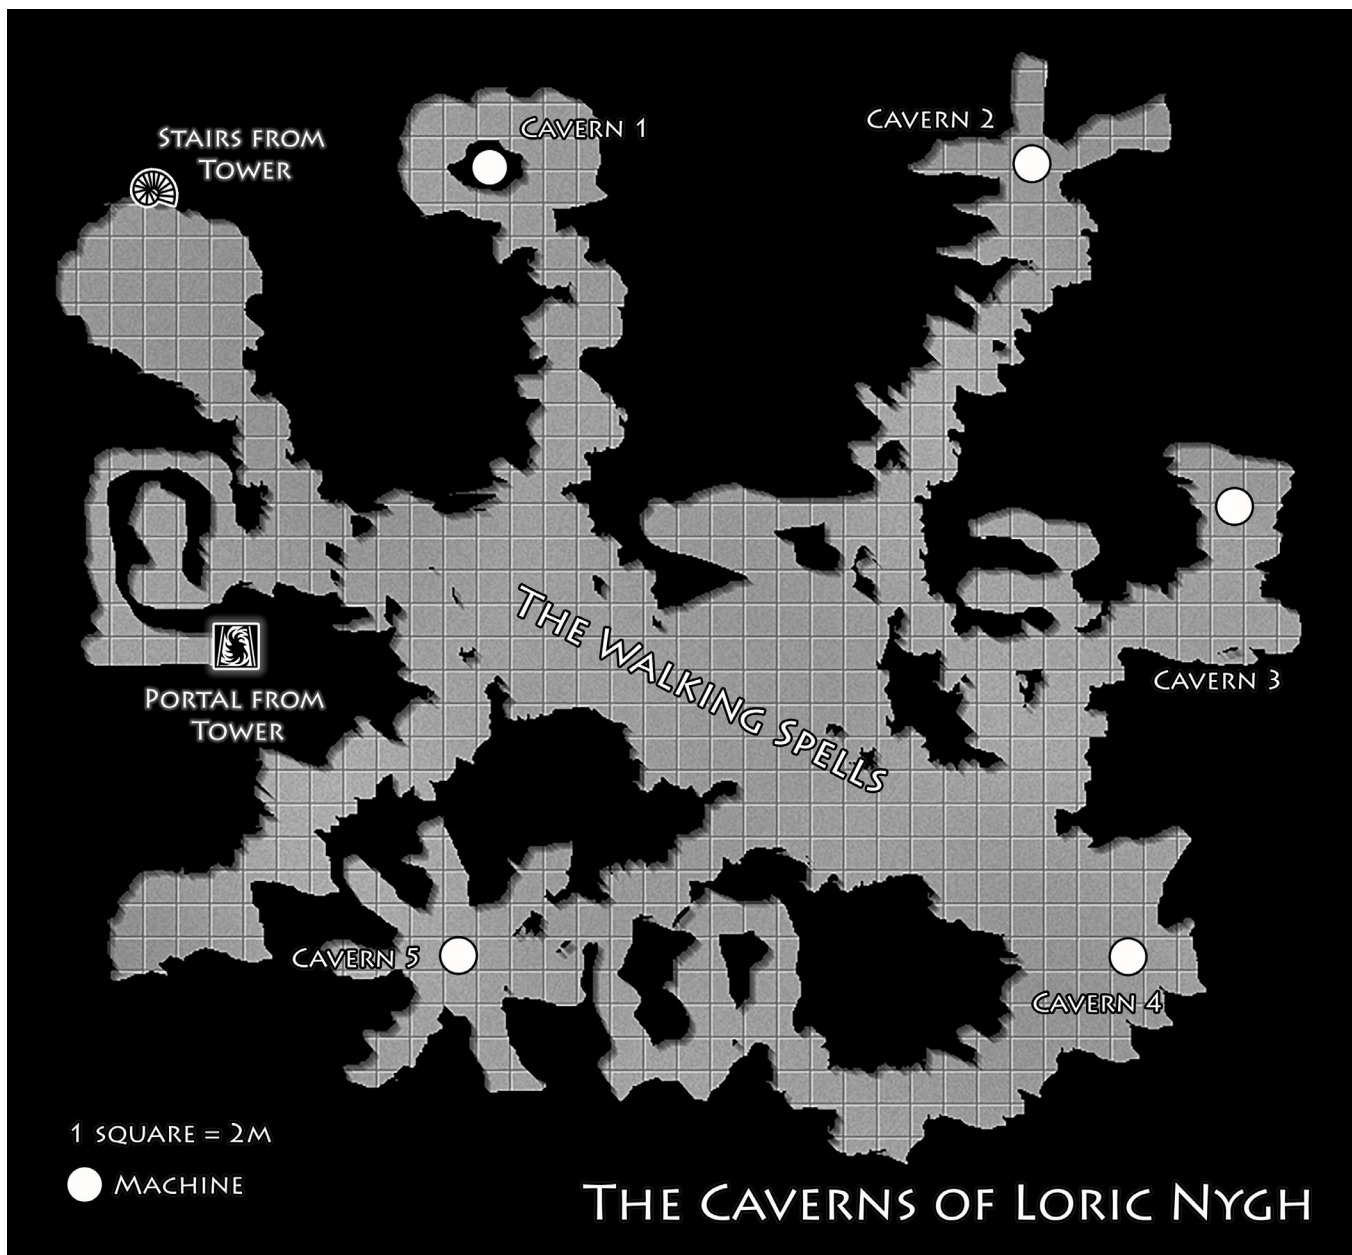 Cavern 1
Cavern 2
Stairs from
Tower
The Walking Spells
Cavern 3
Portal from
Tower
Cavern 5
Cavern 4
1 square = 2m
Machine
The Caverns of Loric Nygh